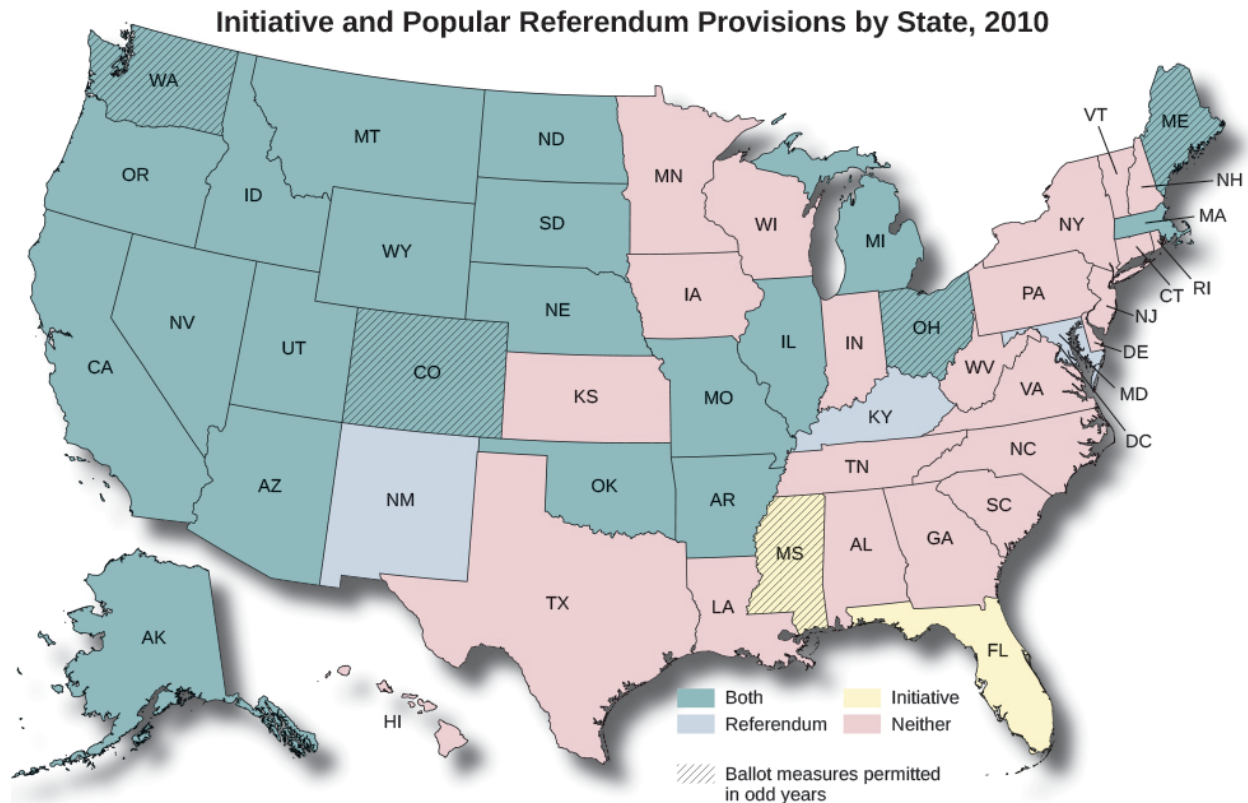 Initiative and Popular Referendum Provisions by State, 2010
WA
MT
ND
MN
VT
ME
OR
ID
NH
SD
WI
MA
WY
MI
NY
IA
PA
RI
NE
CT
NV
NJ
UT
IL
IN
OH
DE
CA
CO
WV
KS
MO
VA
MD
KY
DC
NC
TN
AZ
NM
OK
AR
SC
MS
AL
GA
TX
LA
AK
FL
HI
Both
Initiative
Referendum
Neither
Ballot measures permitted
in odd years